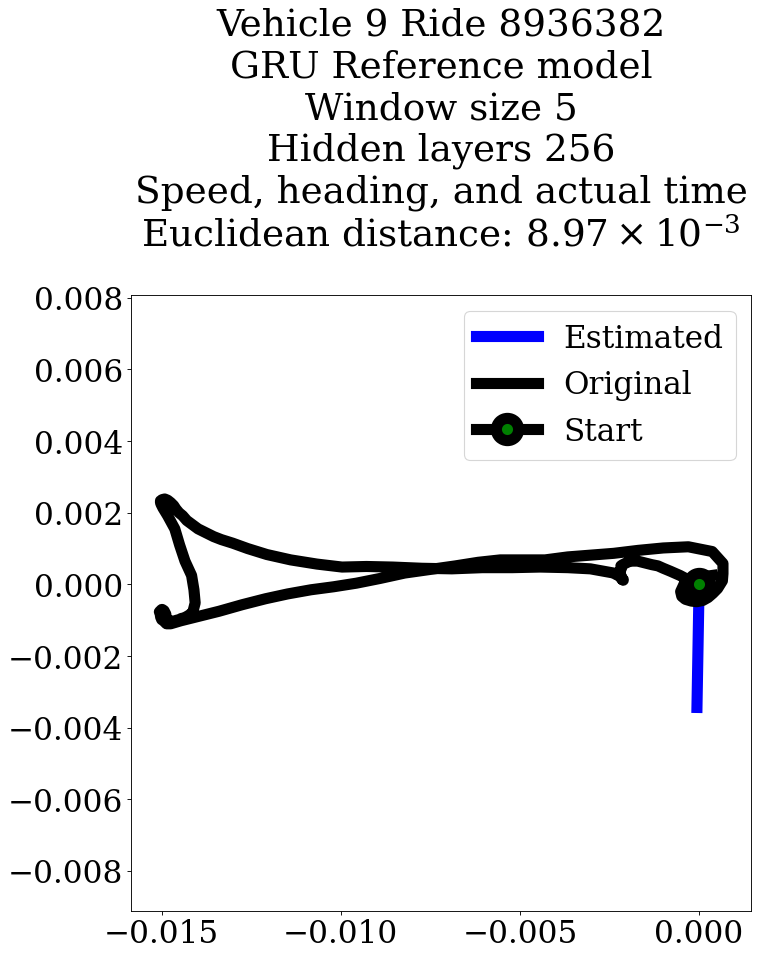 Vehicle 9 Ride 8936382
GRU Reference model
Window size 5
Hidden layers 256
Speed, heading, and actual time
Euclidean distance: 8.97 × 10⁻³
Estimated
Original
Start
0.008
0.006
0.004
0.002
0.000
−0.002
−0.004
−0.006
−0.008
−0.015 −0.010 −0.005 0.000